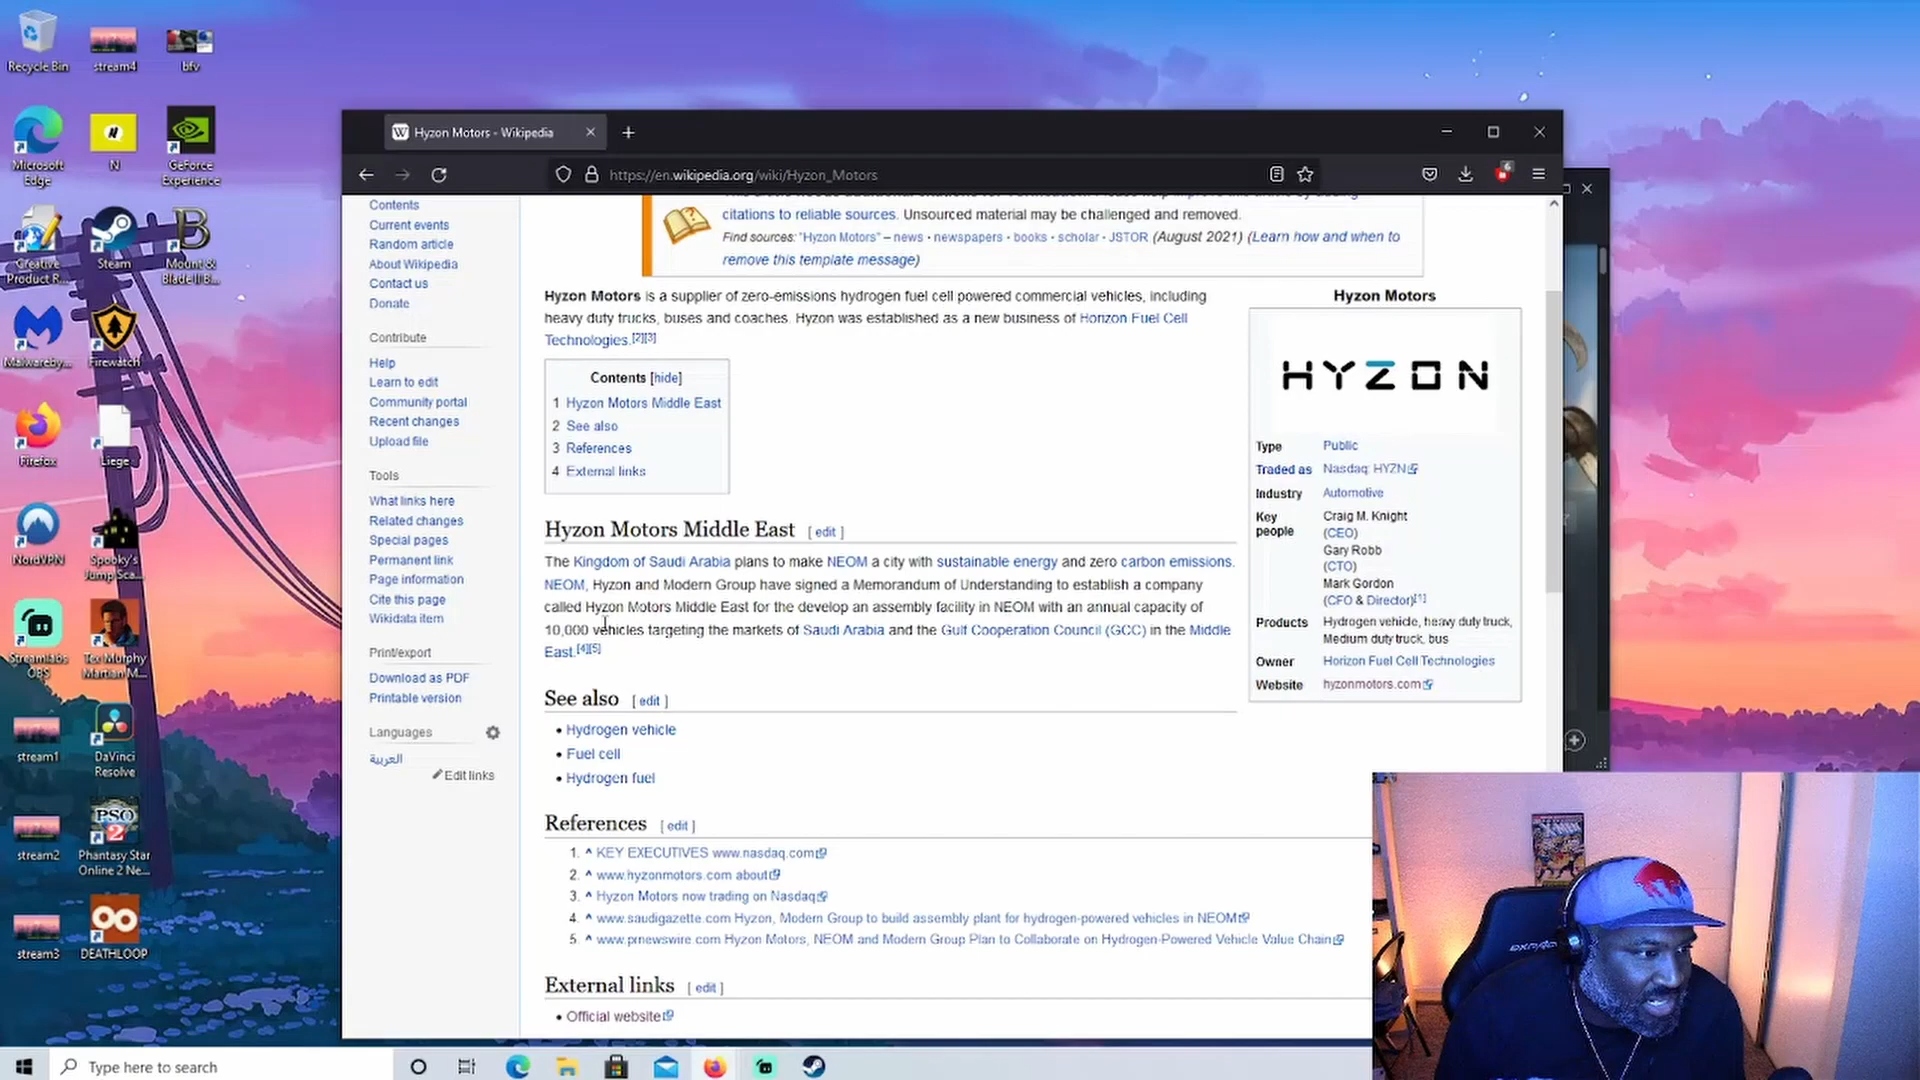 Recycle Bin
stream4
bfv
Microsoft Edge
N
GeForce Experience
Creative Product R...
Steam
Mount & Blade II B...
Malwareby...
Firewatch
Firefox
Liege
NordVPN
Spooky's Jump Sca...
Streamlabs OBS
Tex Murphy Martian M...
stream1
DaVinci Resolve
stream2
PSO 2
Phantasy Star Online 2 Ne...
stream3
DEATHLOOP
W Hyzon Motors - Wikipedia
https://en.wikipedia.org/wiki/Hyzon_Motors
6
Contents
Current events
Random article
About Wikipedia
Contact us
Donate
Contribute
Help
Learn to edit
Community portal
Recent changes
Upload file
Tools
What links here
Related changes
Special pages
Permanent link
Page information
Cite this page
Wikidata item
Print/export
Download as PDF
Printable version
Languages
العربية
Edit links
citations to reliable sources. Unsourced material may be challenged and removed.
Find sources: "Hyzon Motors" – news · newspapers · books · scholar · JSTOR (August 2021) (Learn how and when to
remove this template message)
Hyzon Motors is a supplier of zero-emissions hydrogen fuel cell powered commercial vehicles, including
heavy duty trucks, buses and coaches. Hyzon was established as a new business of Horizon Fuel Cell
Technologies.[2][3]
Contents [hide]
1 Hyzon Motors Middle East
2 See also
3 References
4 External links
Hyzon Motors Middle East [ edit ]
The Kingdom of Saudi Arabia plans to make NEOM a city with sustainable energy and zero carbon emissions.
NEOM, Hyzon and Modern Group have signed a Memorandum of Understanding to establish a company
called Hyzon Motors Middle East for the develop an assembly facility in NEOM with an annual capacity of
10,000 vehicles targeting the markets of Saudi Arabia and the Gulf Cooperation Council (GCC) in the Middle
East.[4][5]
See also [ edit ]
• Hydrogen vehicle
• Fuel cell
• Hydrogen fuel
References [ edit ]
1. ^ KEY EXECUTIVES www.nasdaq.com
2. ^ www.hyzonmotors.com about
3. ^ Hyzon Motors now trading on Nasdaq
4. ^ www.saudigazette.com Hyzon, Modern Group to build assembly plant for hydrogen-powered vehicles in NEOM
5. ^ www.prnewswire.com Hyzon Motors, NEOM and Modern Group Plan to Collaborate on Hydrogen-Powered Vehicle Value Chain
External links [ edit ]
• Official website
Hyzon Motors
HYZON
Type Public
Traded as Nasdaq: HYZN
Industry Automotive
Key people Craig M. Knight
(CEO)
Gary Robb
(CTO)
Mark Gordon
(CFO & Director)[1]
Products Hydrogen vehicle, heavy duty truck,
Medium duty truck, bus
Owner Horizon Fuel Cell Technologies
Website hyzonmotors.com
Type here to search